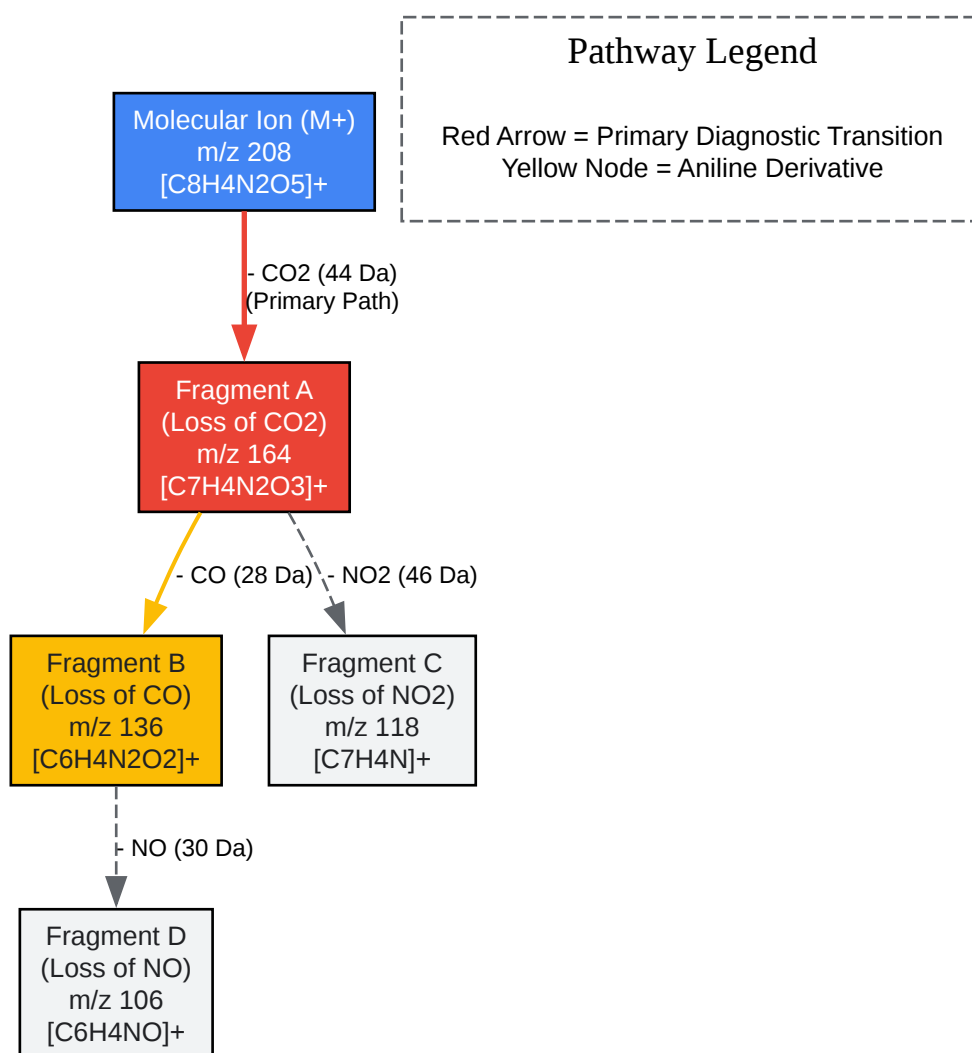 Pathway Legend
Red Arrow = Primary Diagnostic Transition
Yellow Node = Aniline Derivative
Molecular Ion (M+)
m/z 208
[C8H4N2O5]+
- CO2 (44 Da)
(Primary Path)
Fragment A
(Loss of CO2)
m/z 164
[C7H4N2O3]+
- CO (28 Da)
- NO2 (46 Da)
Fragment B
(Loss of CO)
m/z 136
[C6H4N2O2]+
Fragment C
(Loss of NO2)
m/z 118
[C7H4N]+
- NO (30 Da)
Fragment D
(Loss of NO)
m/z 106
[C6H4NO]+